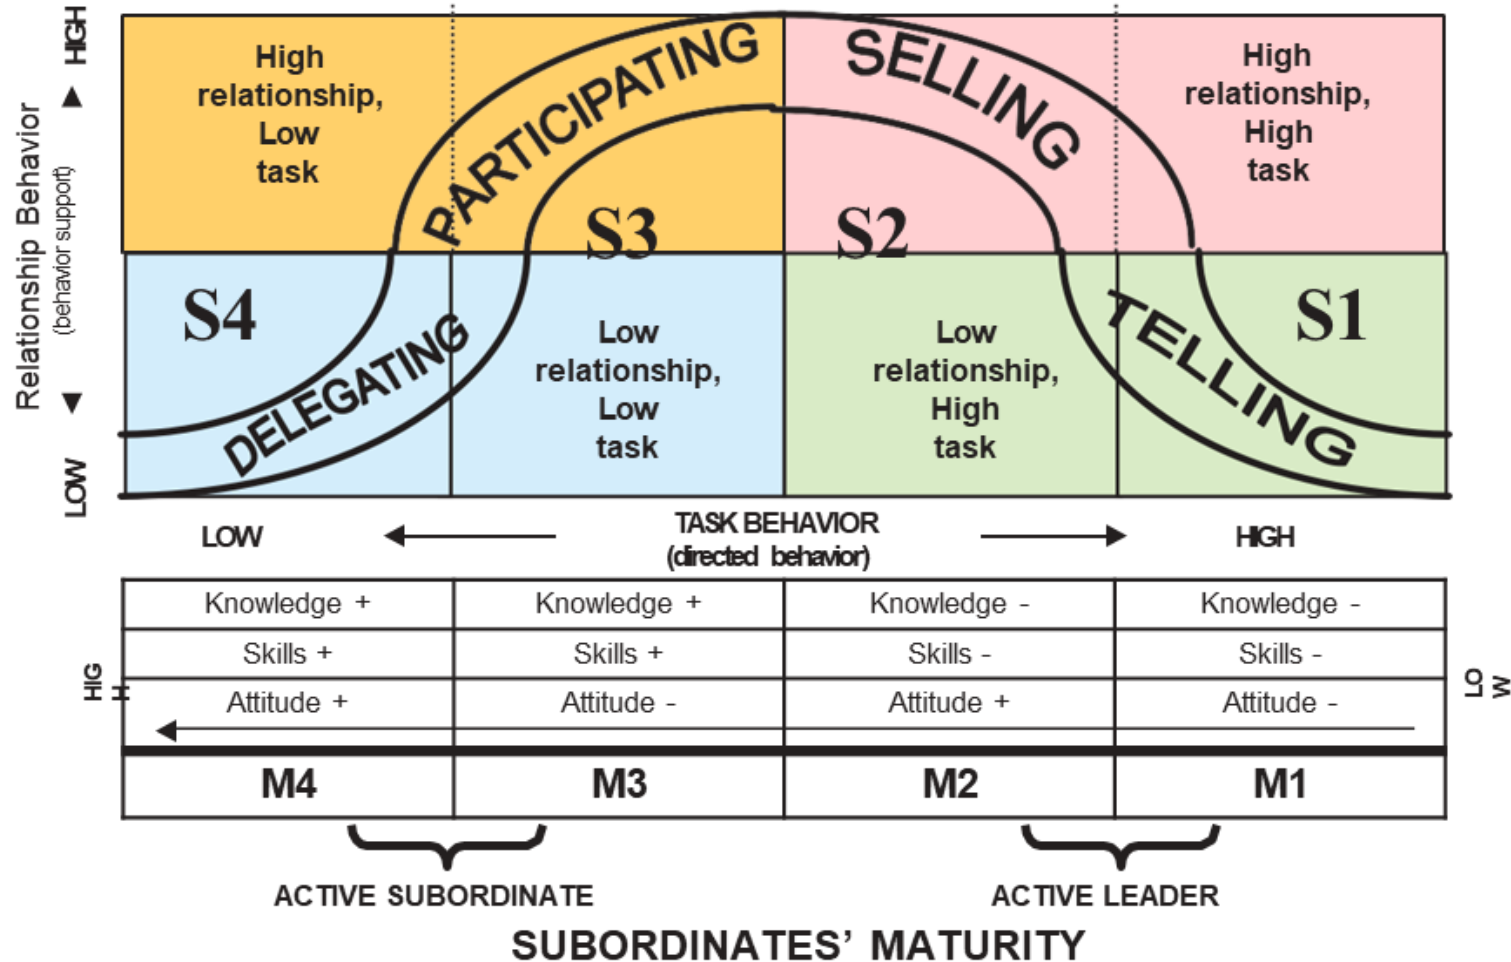 HIGH
Relationship Behavior
(behavior support)
LOW
High
relationship,
Low
task
PARTICIPATING
S3
SELLING
S2
High
relationship,
High
task
S4
DELEGATING
Low
relationship,
Low
task
Low
relationship,
High
task
TELLING
S1
LOW
TASK BEHAVIOR
(directed behavior)
HIGH
Knowledge + Knowledge + Knowledge - Knowledge -
Skills + Skills + Skills - Skills -
HIG
H
Attitude + Attitude - Attitude + Attitude -
LO
W
M4 M3 M2 M1
ACTIVE SUBORDINATE ACTIVE LEADER
SUBORDINATES’ MATURITY